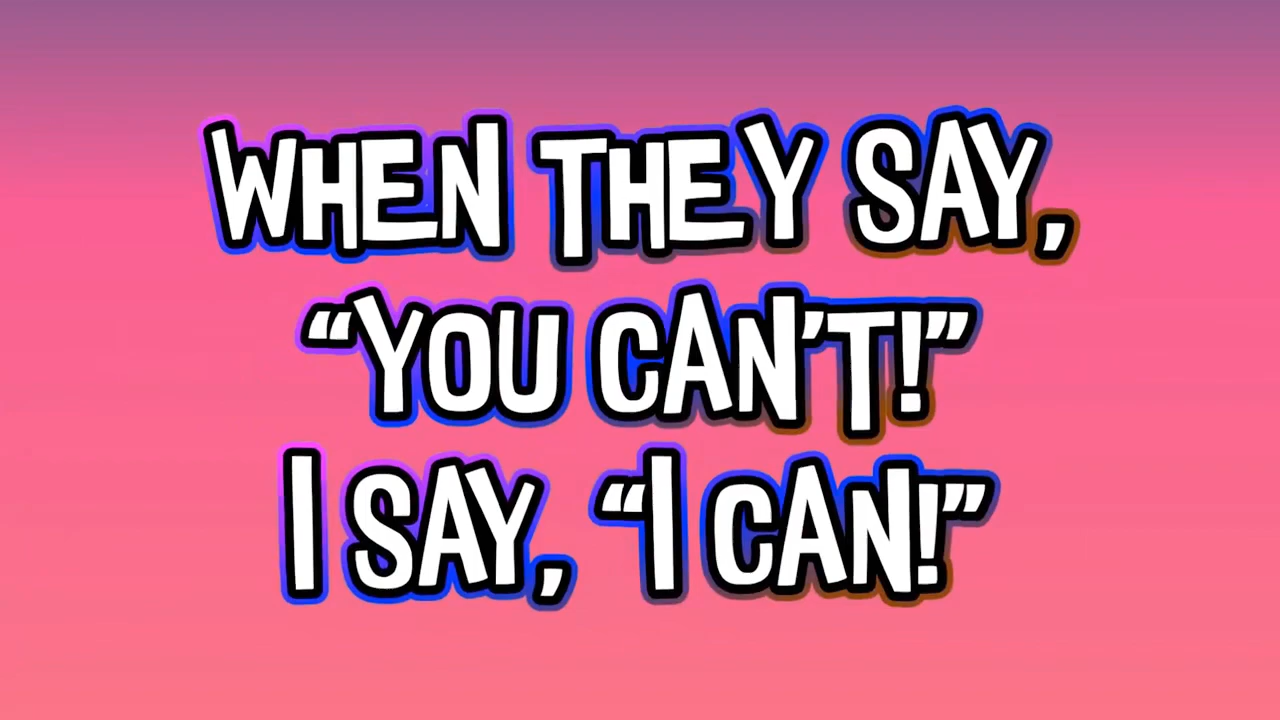 WHEN THEY SAY,
“YOU CAN’T!”
I SAY, “I CAN!”